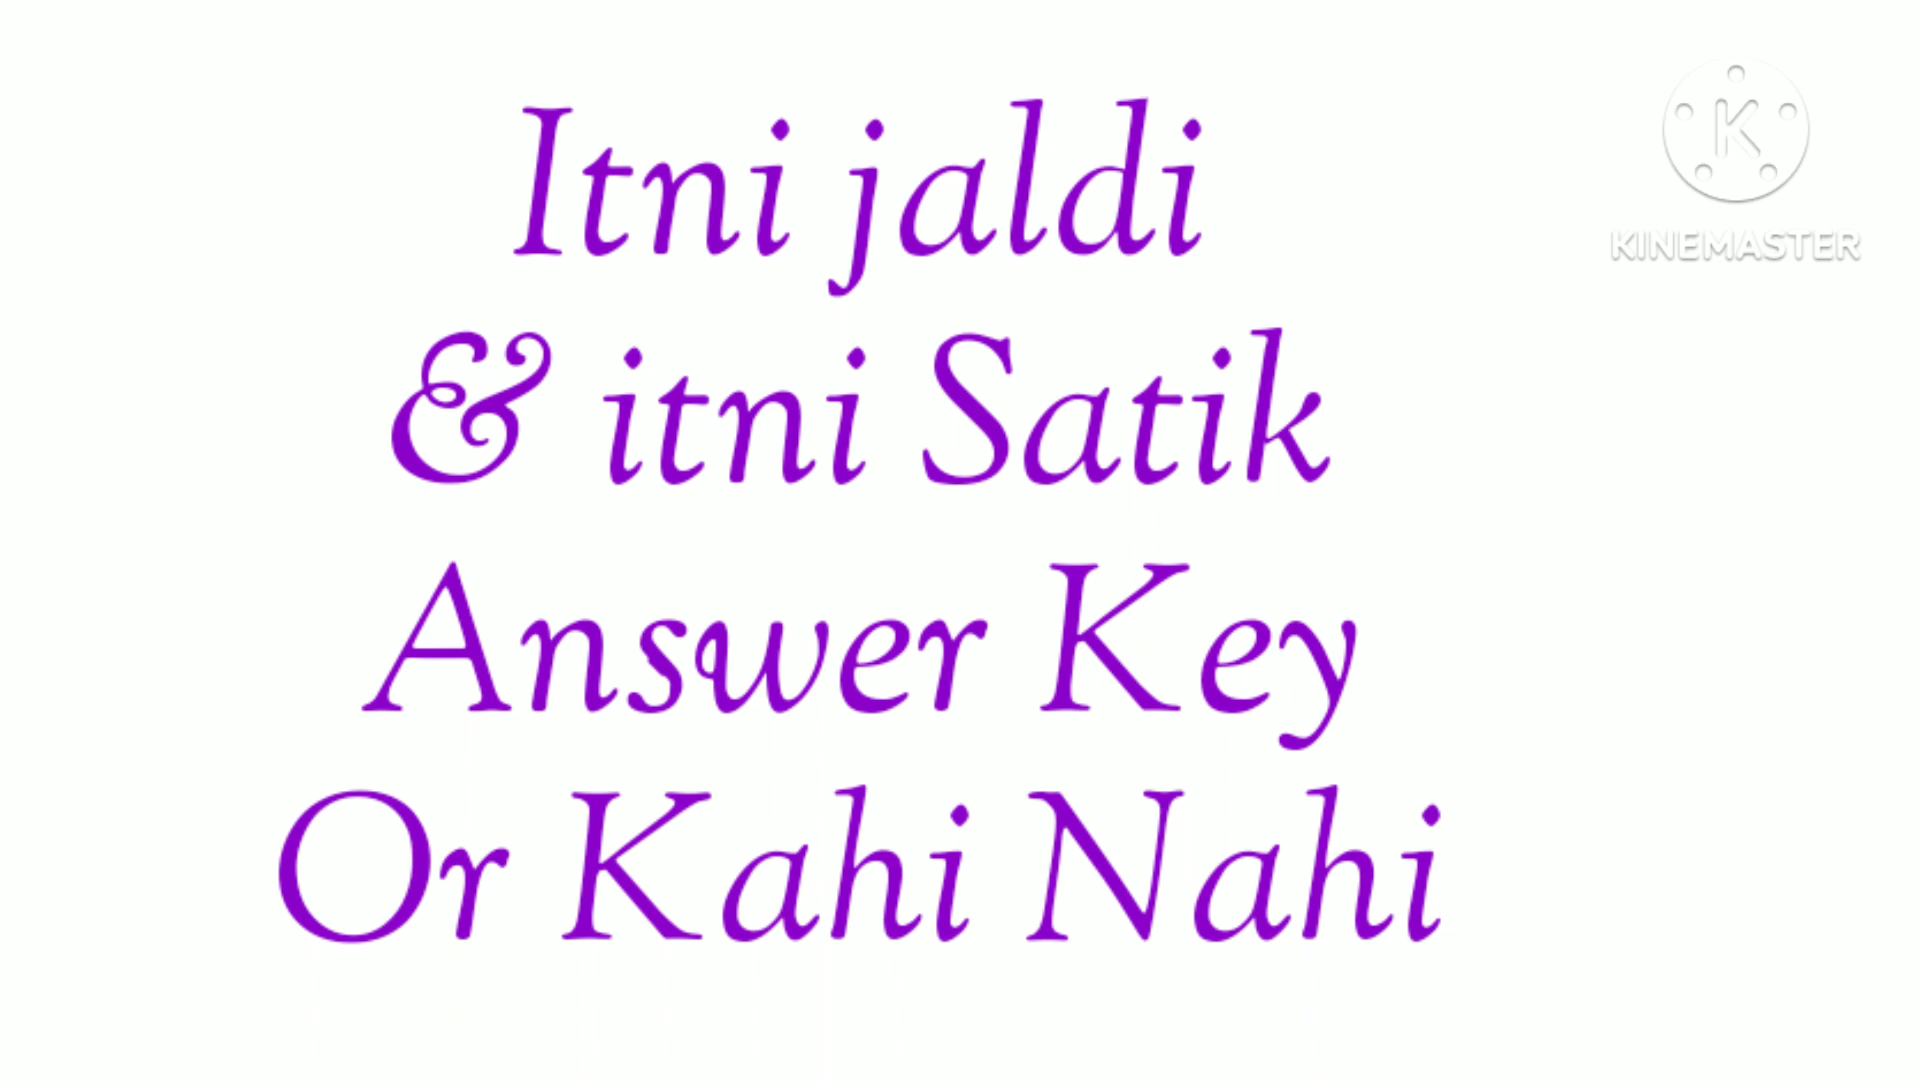 Itni jaldi
& itni Satik
Answer Key
Or Kahi Nahi
K
KINEMASTER